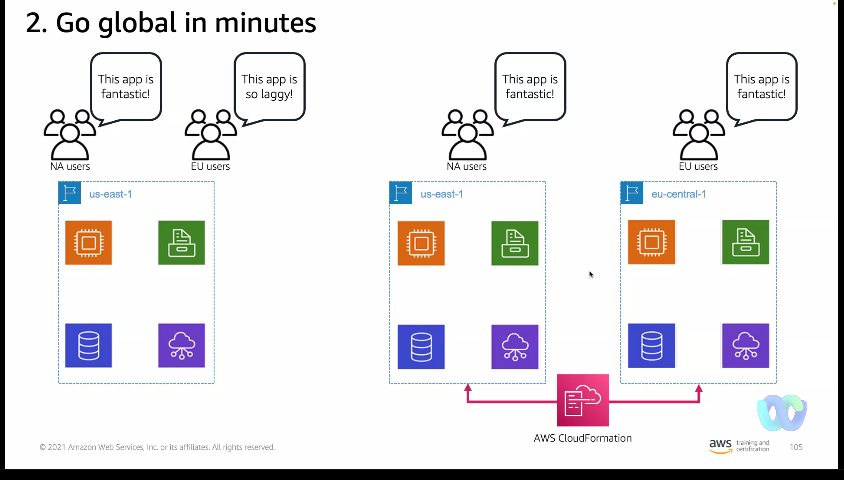 2. Go global in minutes
This app is
fantastic!
This app is
so laggy!
This app is
fantastic!
This app is
fantastic!
NA users
EU users
NA users
EU users
us-east-1
us-east-1
eu-central-1
AWS CloudFormation
© 2021 Amazon Web Services, Inc. or its affiliates. All rights reserved.
aws
training and
certification
105